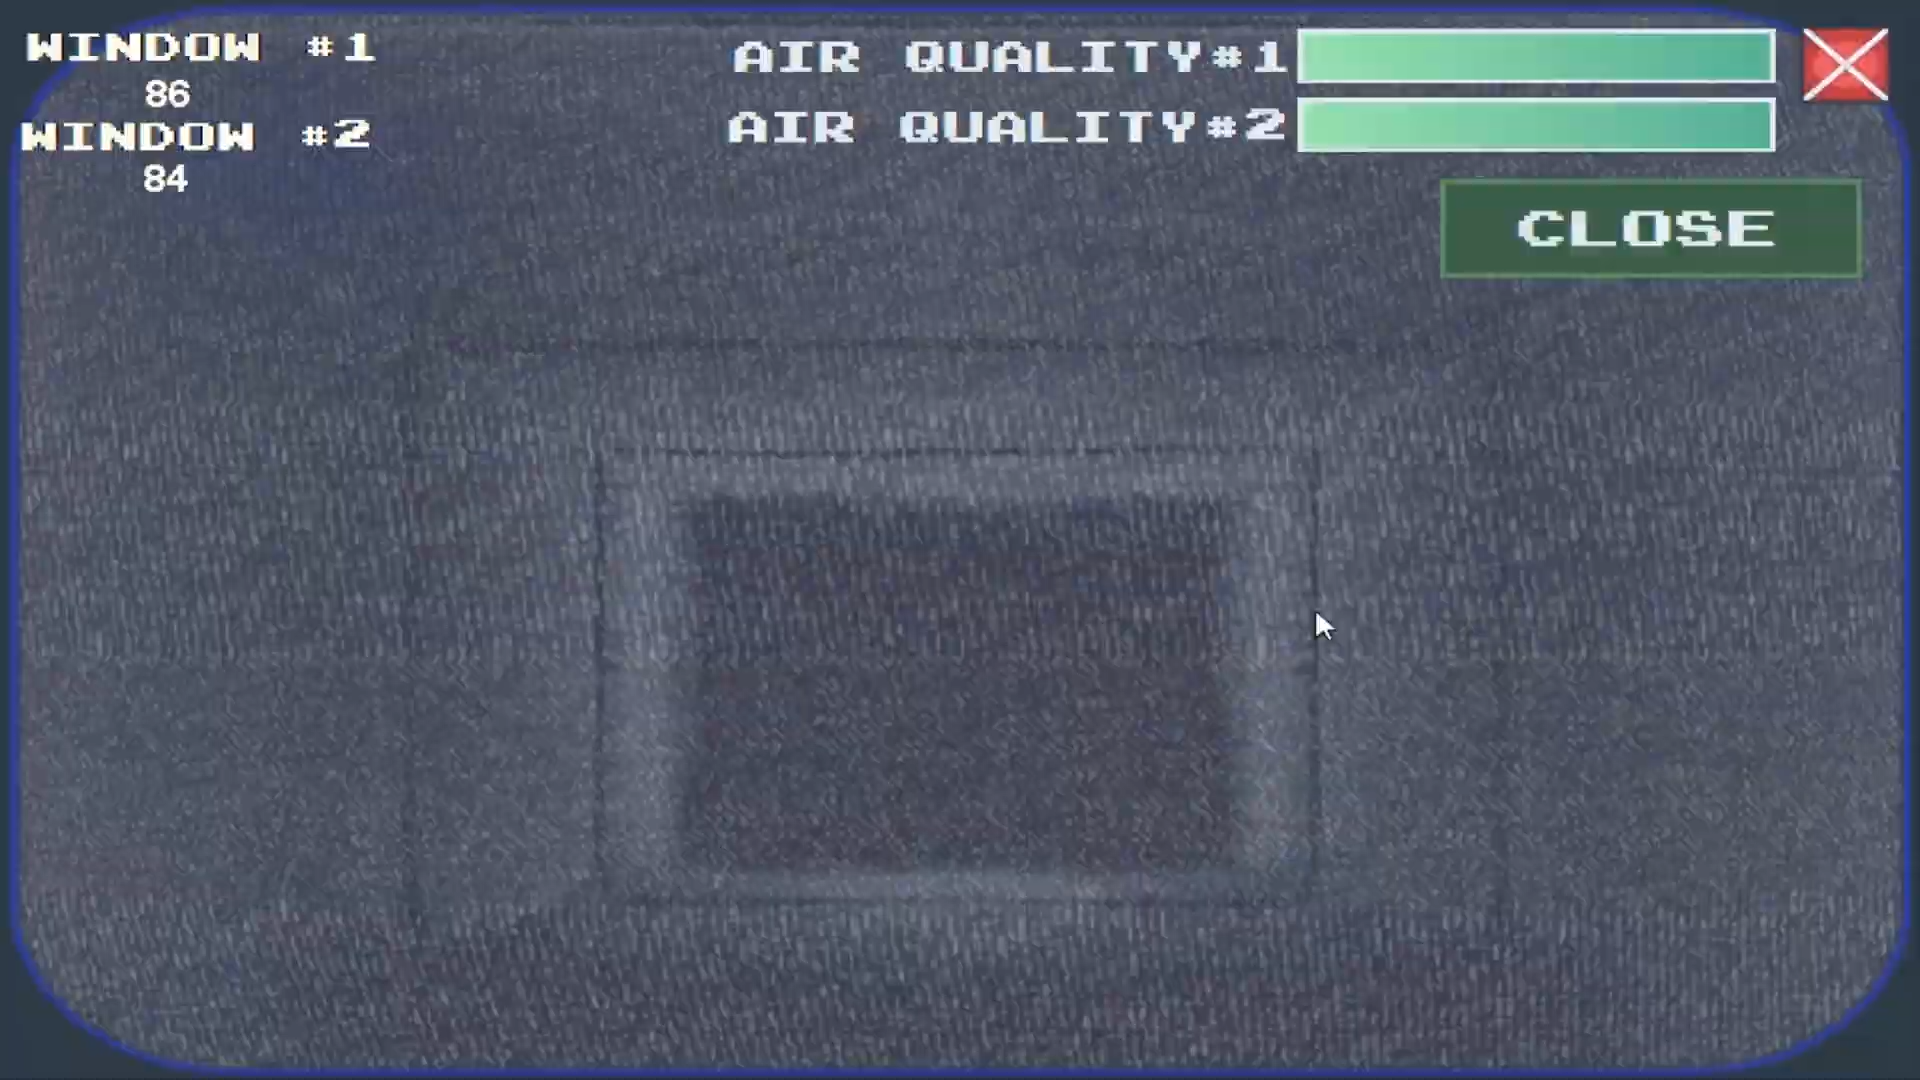 WINDOW #1
86
WINDOW #2
84
AIR QUALITY#1
AIR QUALITY#2
CLOSE